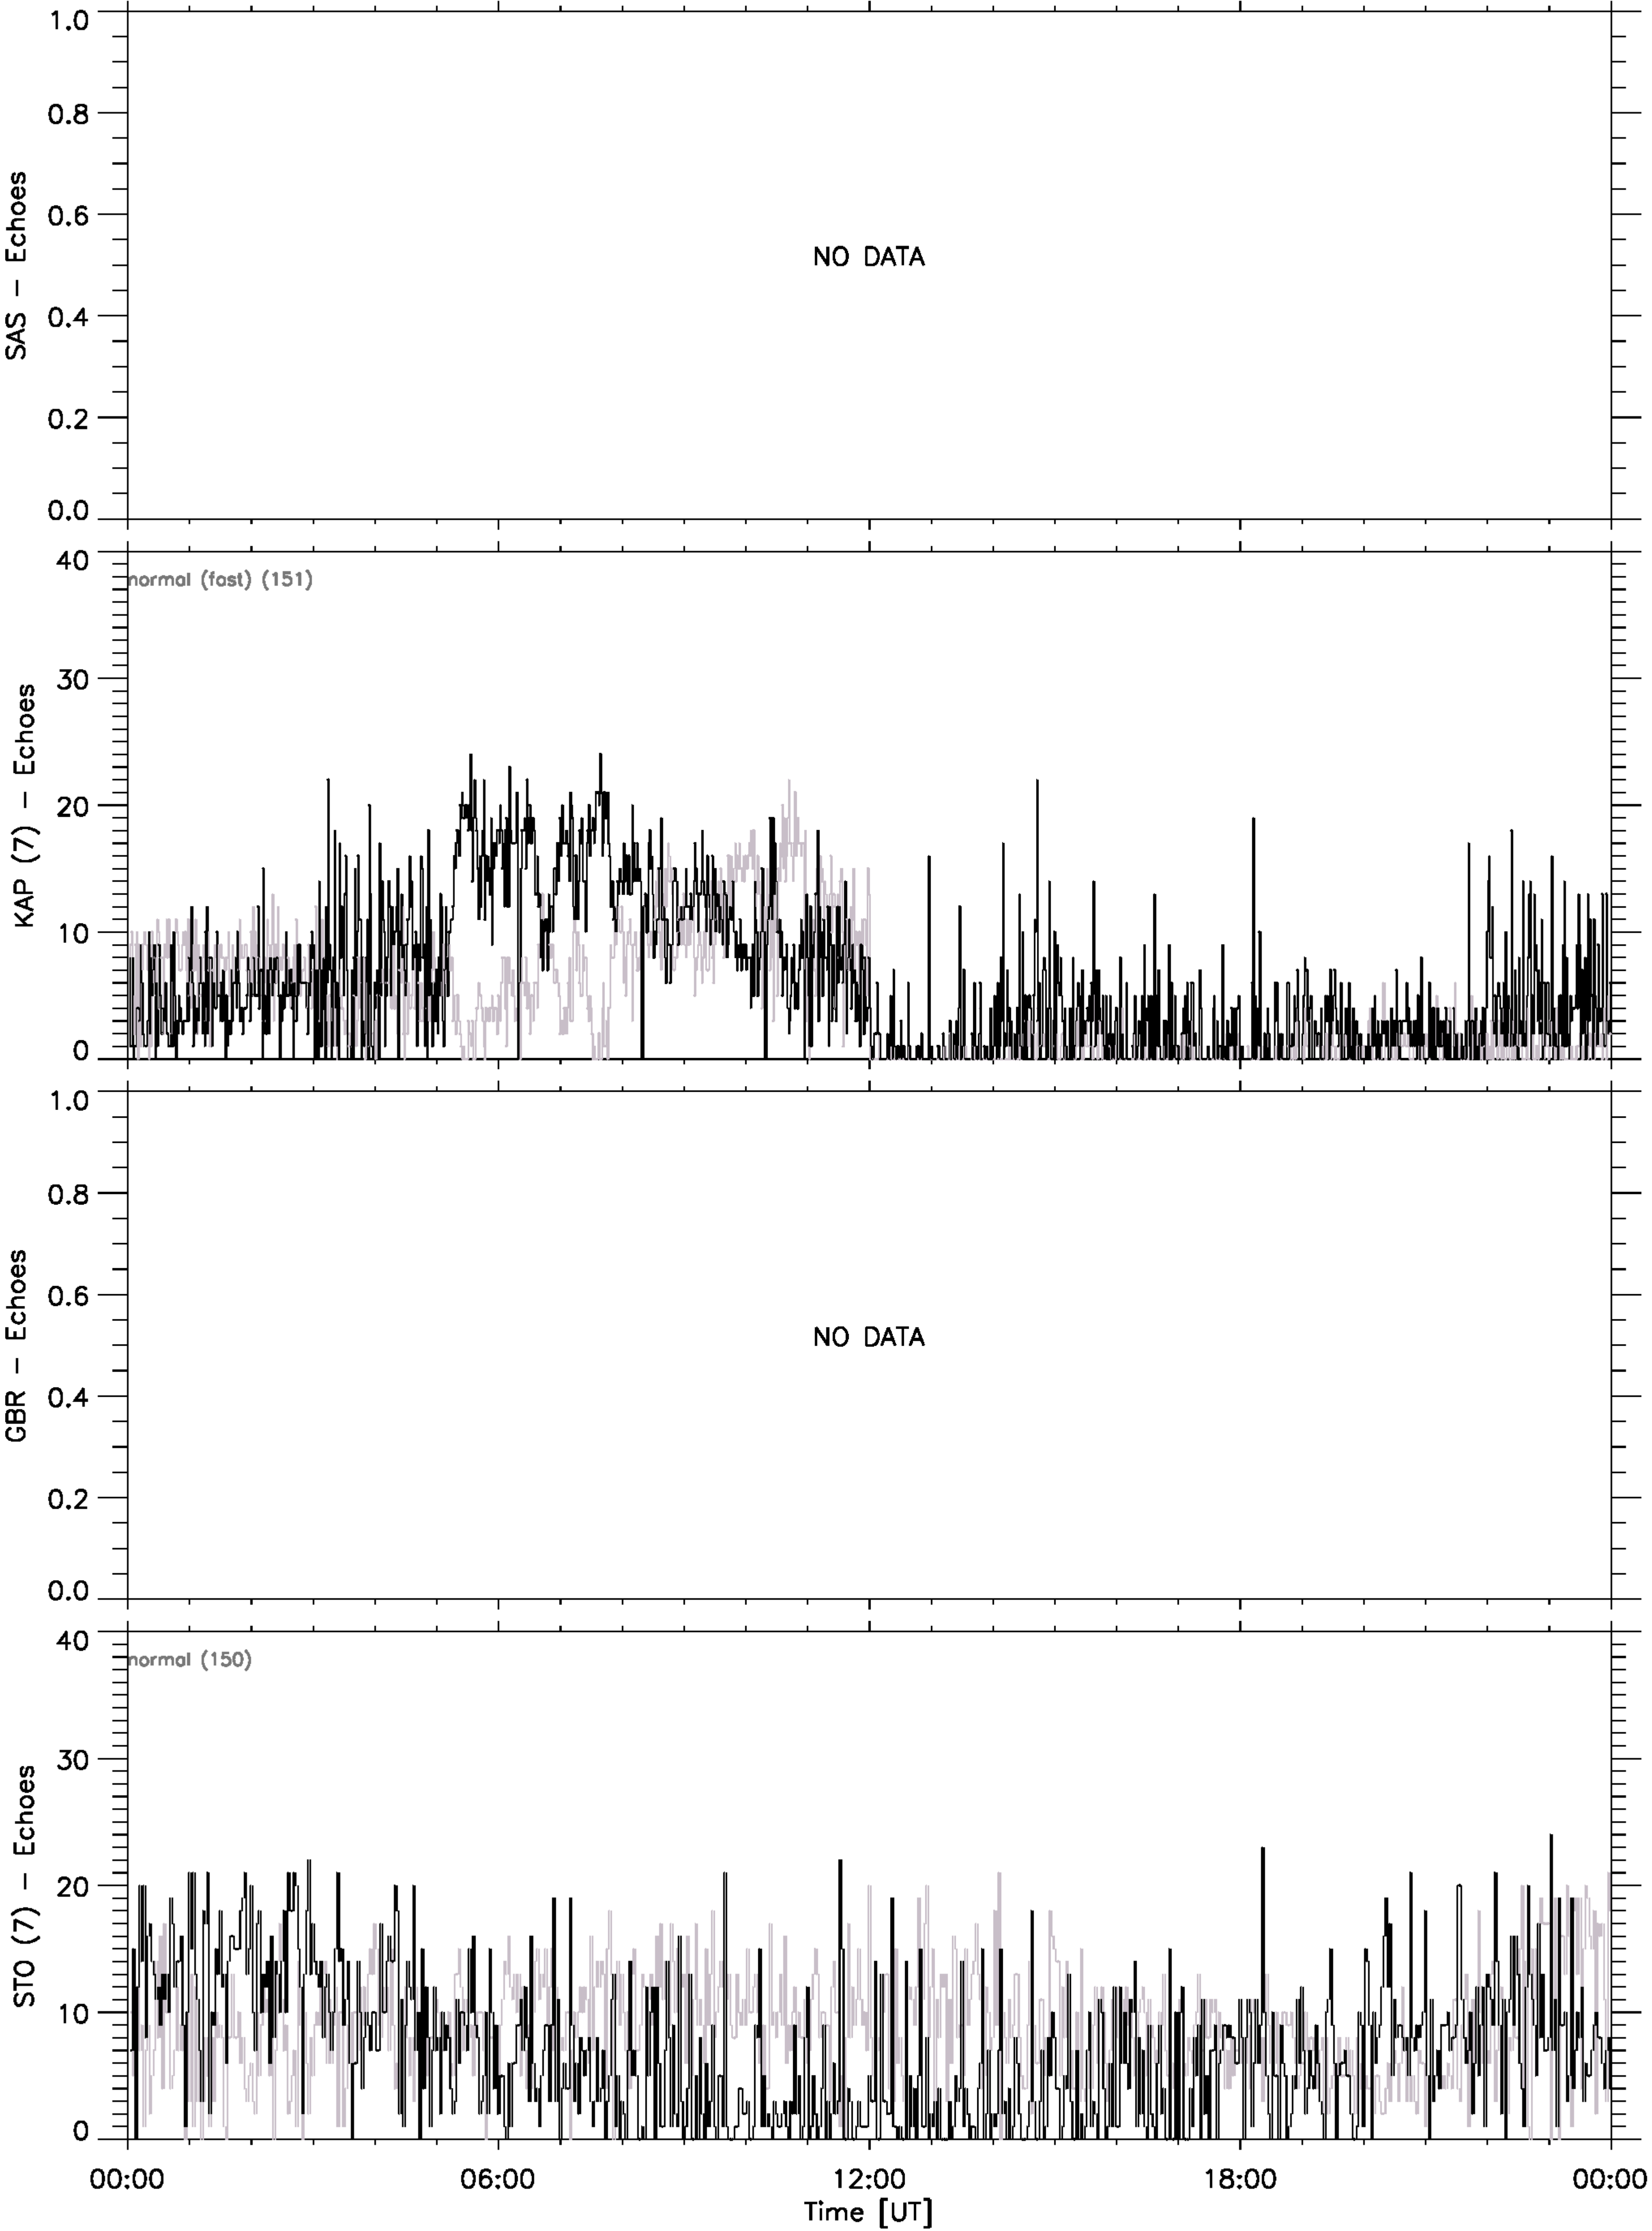 1.0
0.8
0.6
0.4
0.2
0.0
SAS - Echoes
NO DATA
40
30
20
10
0
KAP (7) - Echoes
normal (fast) (151)
1.0
0.8
0.6
0.4
0.2
0.0
GBR - Echoes
NO DATA
40
30
20
10
0
STO (7) - Echoes
normal (150)
00:00 06:00 12:00 18:00 00:00
Time [UT]